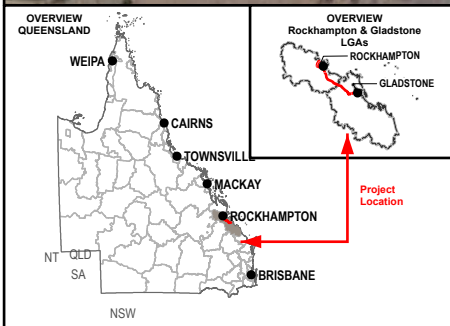 OVERVIEW
QUEENSLAND
WEIPA
CAIRNS
TOWNSVILLE
MACKAY
ROCKHAMPTON
BRISBANE
NT
QLD
SA
NSW
OVERVIEW
Rockhampton & Gladstone
LGAs
ROCKHAMPTON
GLADSTONE
Project
Location